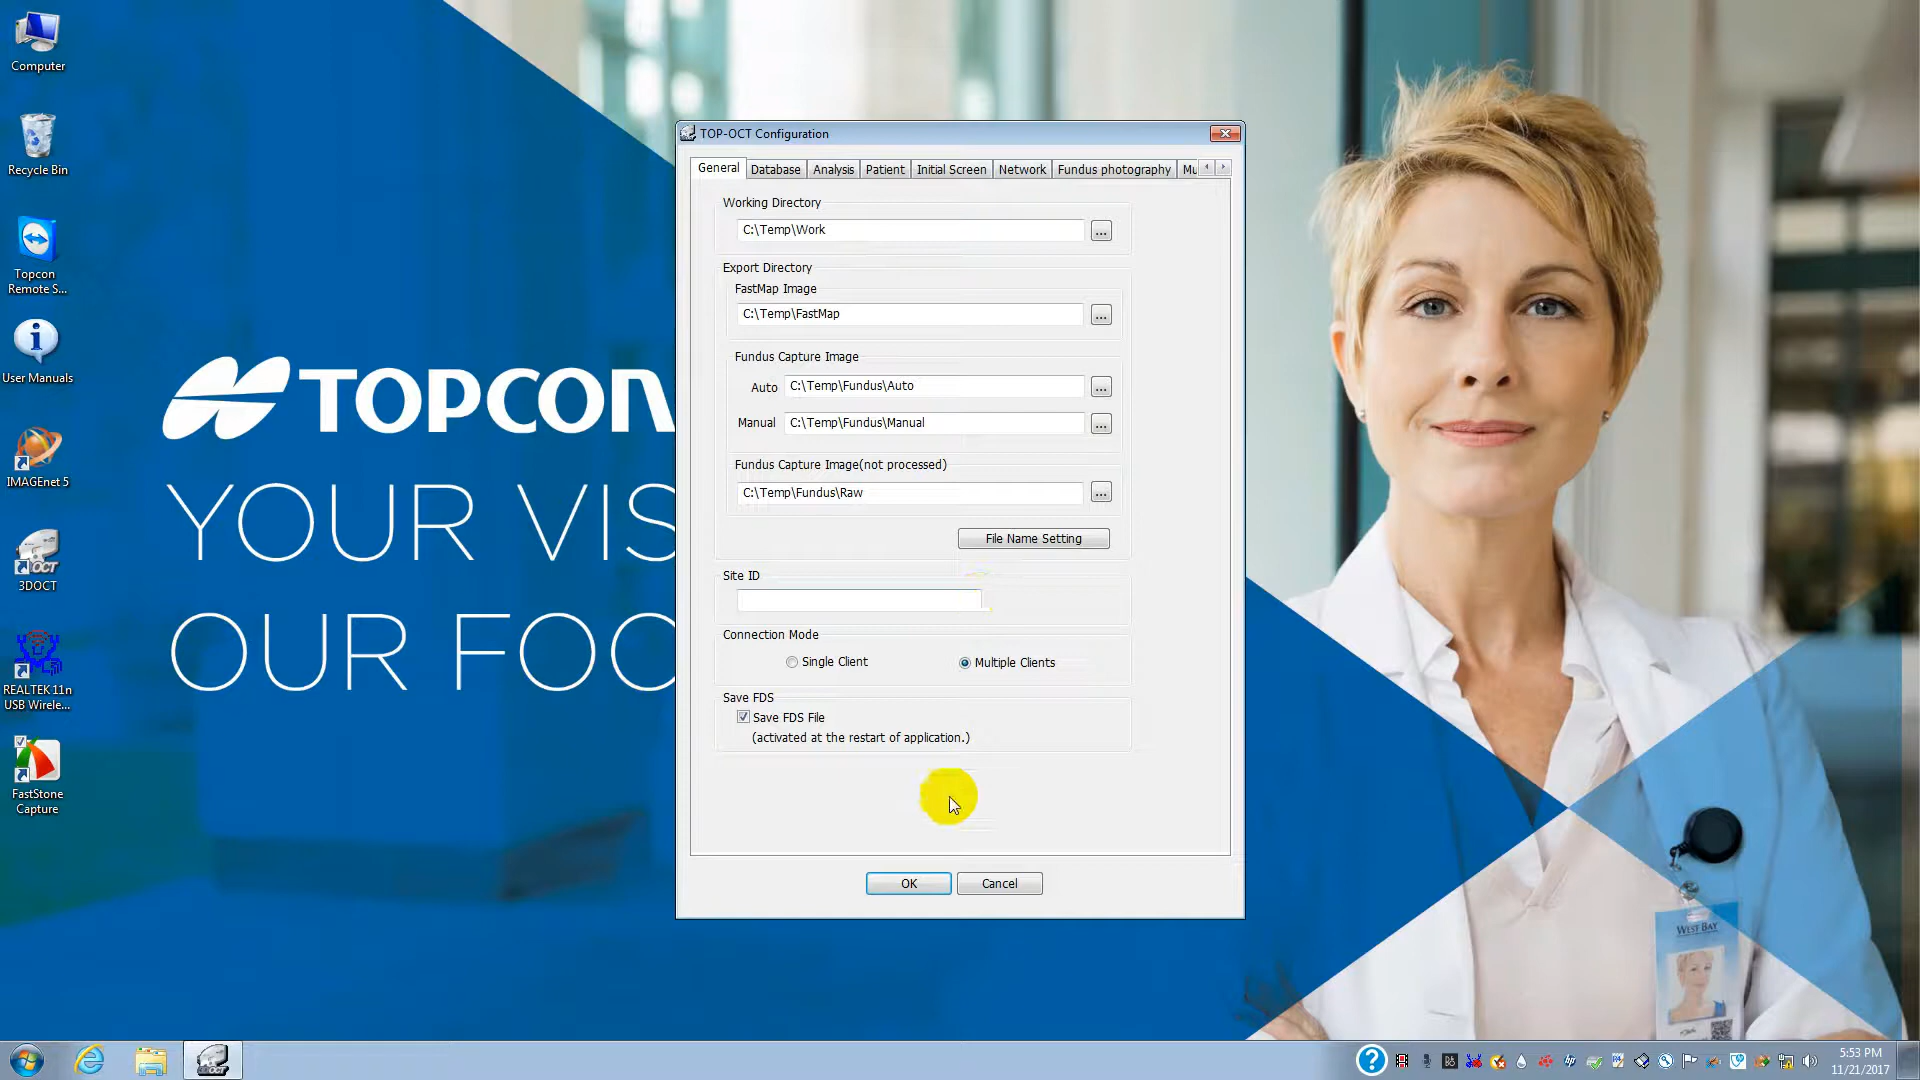 Computer
Recycle Bin
Topcon
Remote S...
User Manuals
IMAGEnet 5
3DOCT
REALTEK 11n
USB Wirele...
FastStone
Capture
TOPCON
YOUR VIS
OUR FOC
TOP-OCT Configuration
General
Database
Analysis
Patient
Initial Screen
Network
Fundus photography
Mu
Working Directory
C:\Temp\Work
...
Export Directory
FastMap Image
C:\Temp\FastMap
...
Fundus Capture Image
Auto
C:\Temp\Fundus\Auto
...
Manual
C:\Temp\Fundus\Manual
...
Fundus Capture Image(not processed)
C:\Temp\Fundus\Raw
...
File Name Setting
Site ID
Connection Mode
Single Client
Multiple Clients
Save FDS
Save FDS File
(activated at the restart of application.)
OK
Cancel
WEST BAY
5:53 PM
11/21/2017